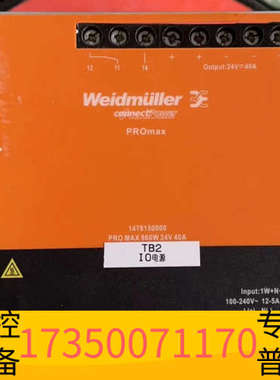 12 11 14 + + - - Output:24V⎓40A
Weidmüller
connectPower
PROmax
1478150000
PRO MAX 960W 24V 40A
TB2
IO电源
Input:1W+N+
100-240V~ 12-5A
控 专
备 17350071170 普